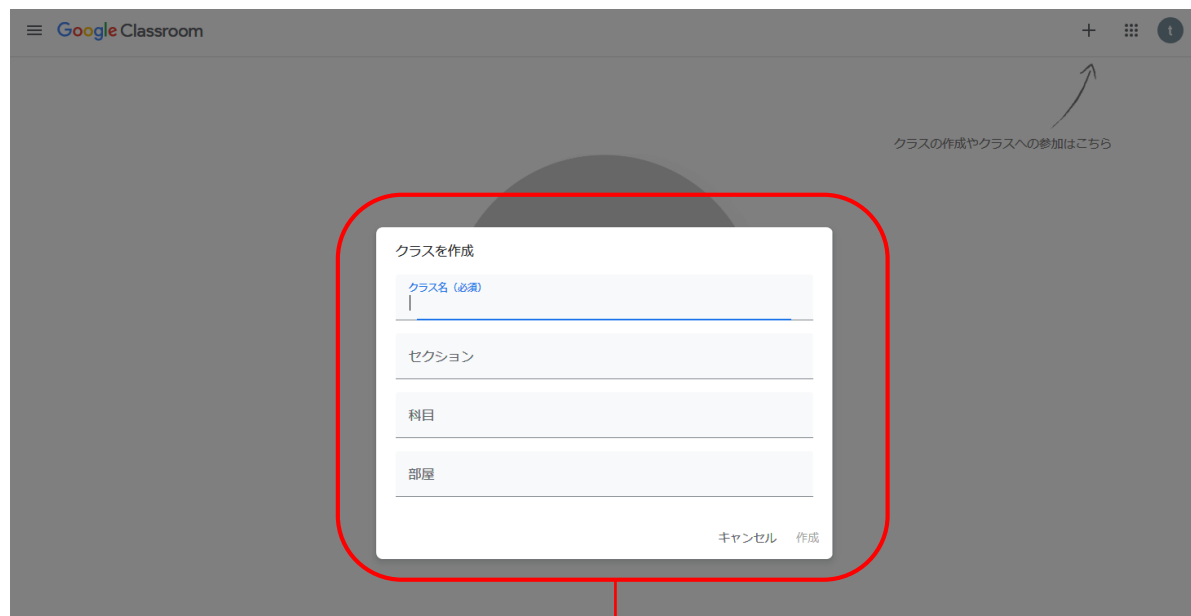 Google Classroom
t
クラスの作成やクラスへの参加はこちら
クラスを作成
クラス名（必須）
セクション
科目
部屋
キャンセル 作成